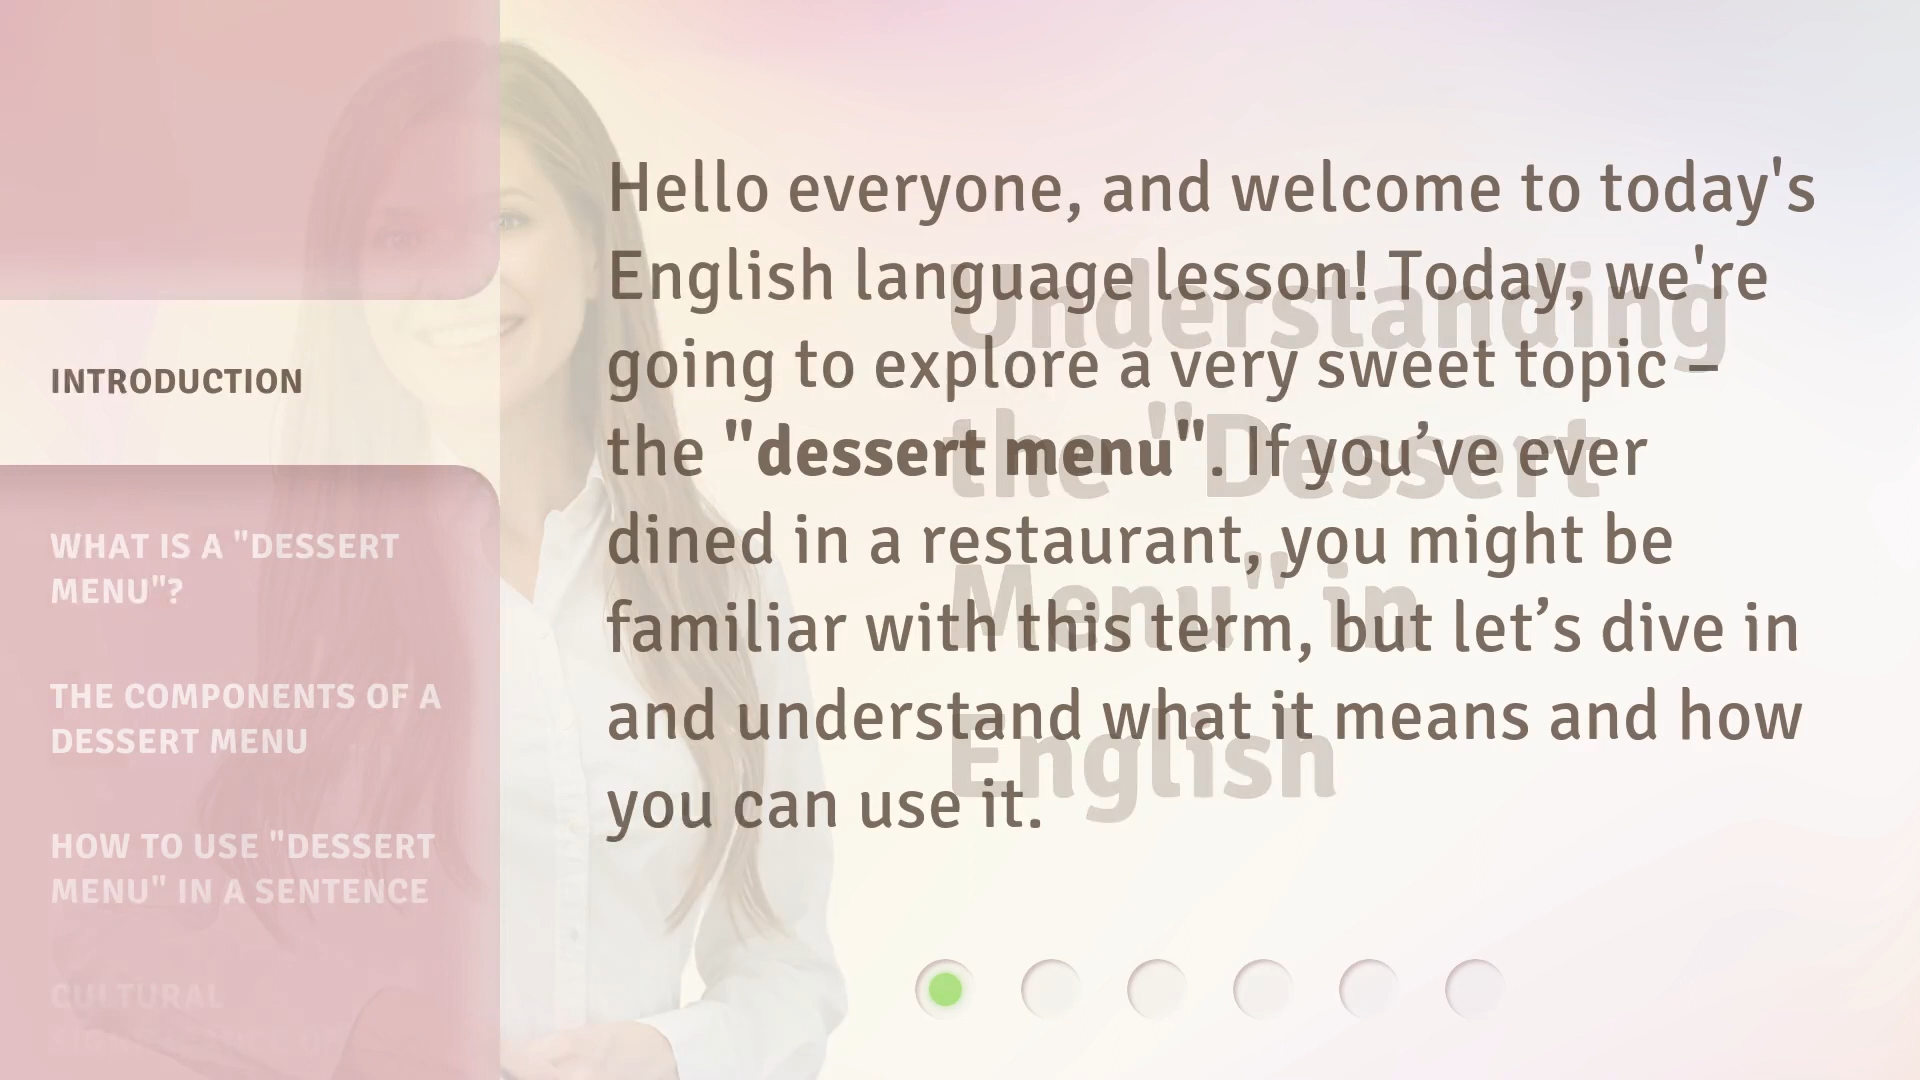 INTRODUCTION
WHAT IS A "DESSERT
MENU"?
THE COMPONENTS OF A
DESSERT MENU
HOW TO USE "DESSERT
MENU" IN A SENTENCE
CULTURAL
Hello everyone, and welcome to today's
English language lesson! Today, we're
going to explore a very sweet topic –
the "dessert menu". If you’ve ever
dined in a restaurant, you might be
familiar with this term, but let’s dive in
and understand what it means and how
you can use it.
Understanding
the "Dessert
Menu" in
English